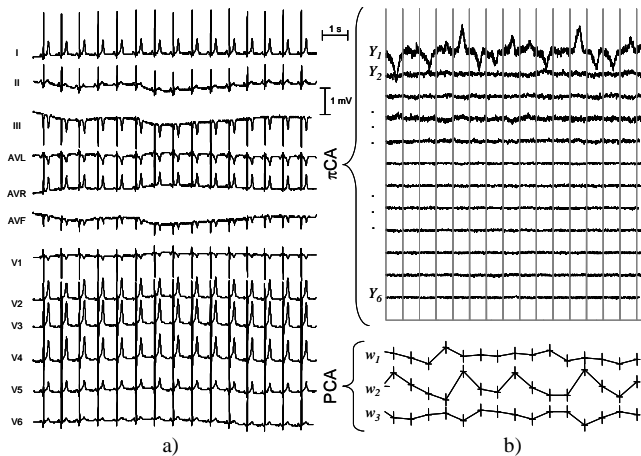 I
II
III
AVL
AVR
AVF
V1
V2
V3
V4
V5
V6
1 s
1 mV
a)
πCA
Y1
Y2
.
.
.
.
.
.
Y6
PCA
w1
w2
w3
b)